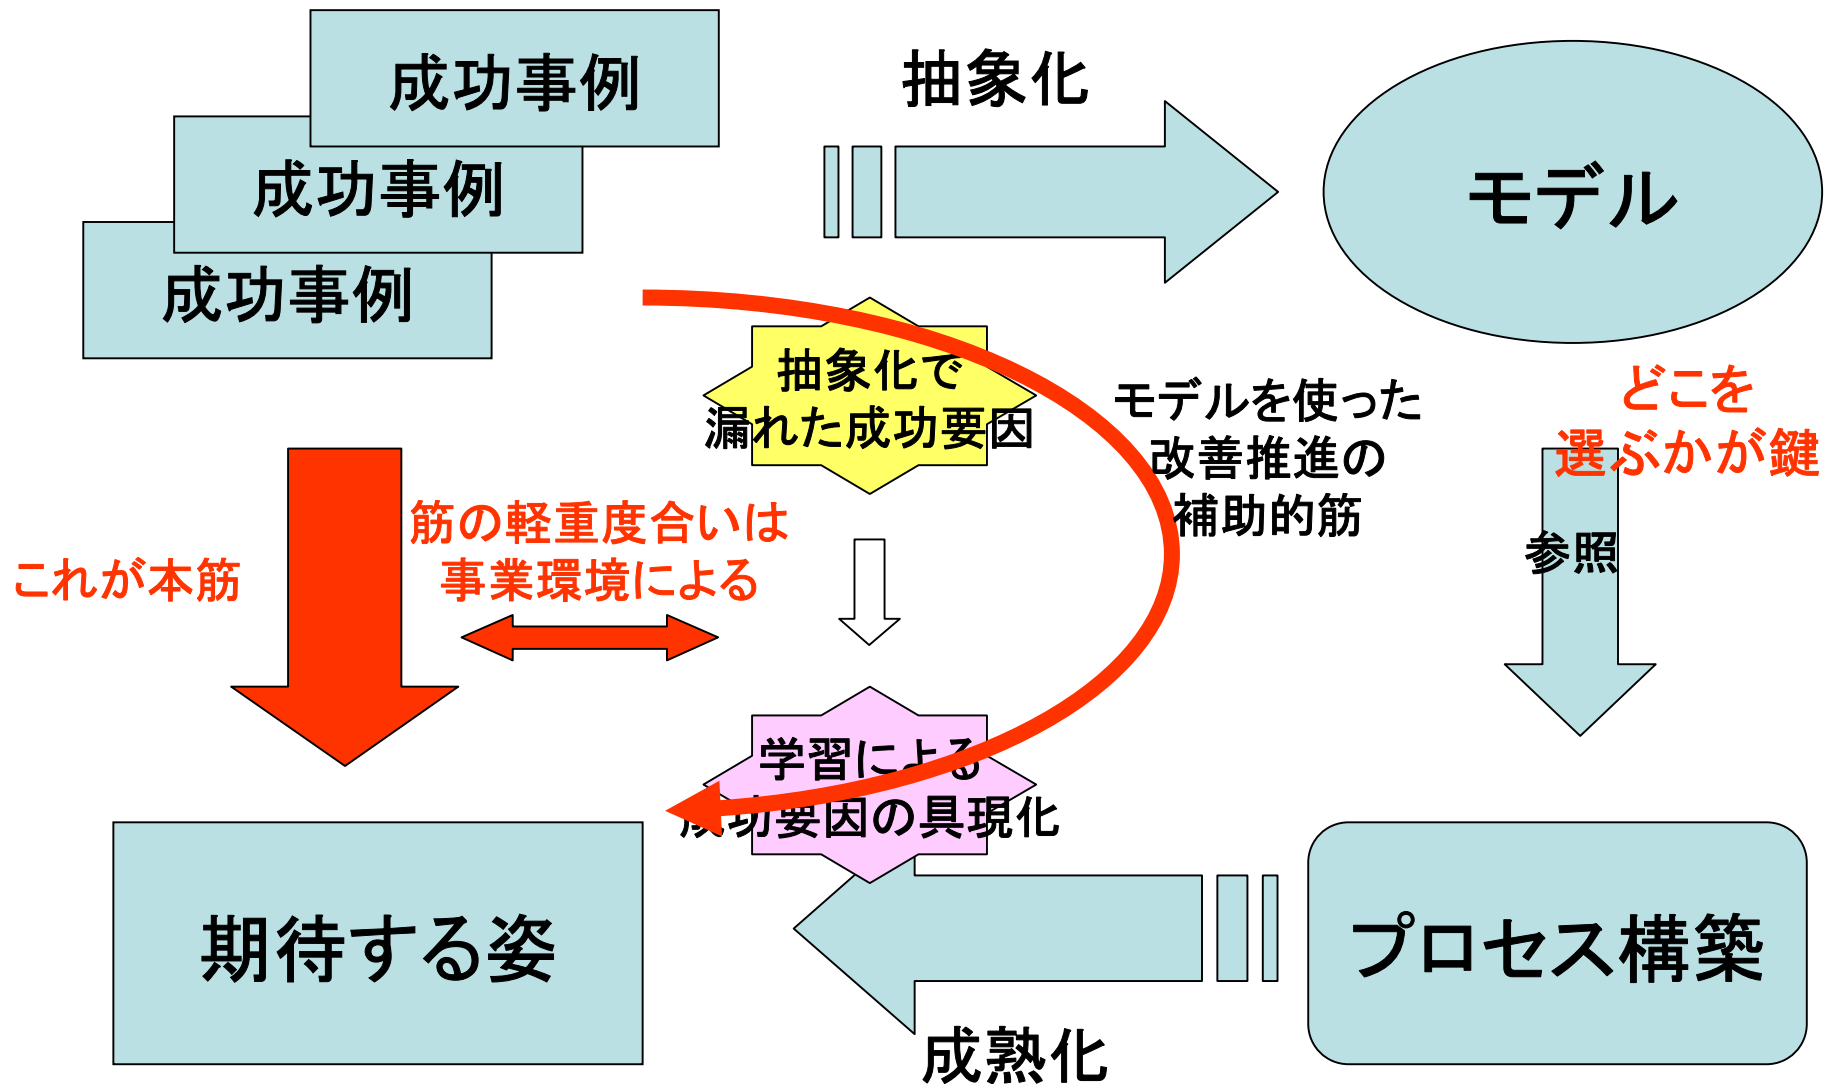 成功事例
成功事例
成功事例
抽象化
モデル
抽象化で
漏れた成功要因
モデルを使った
改善推進の
補助的筋
どこを
選ぶかが鍵
参照
筋の軽重度合いは
事業環境による
これが本筋
学習による
成功要因の具現化
期待する姿
プロセス構築
成熟化